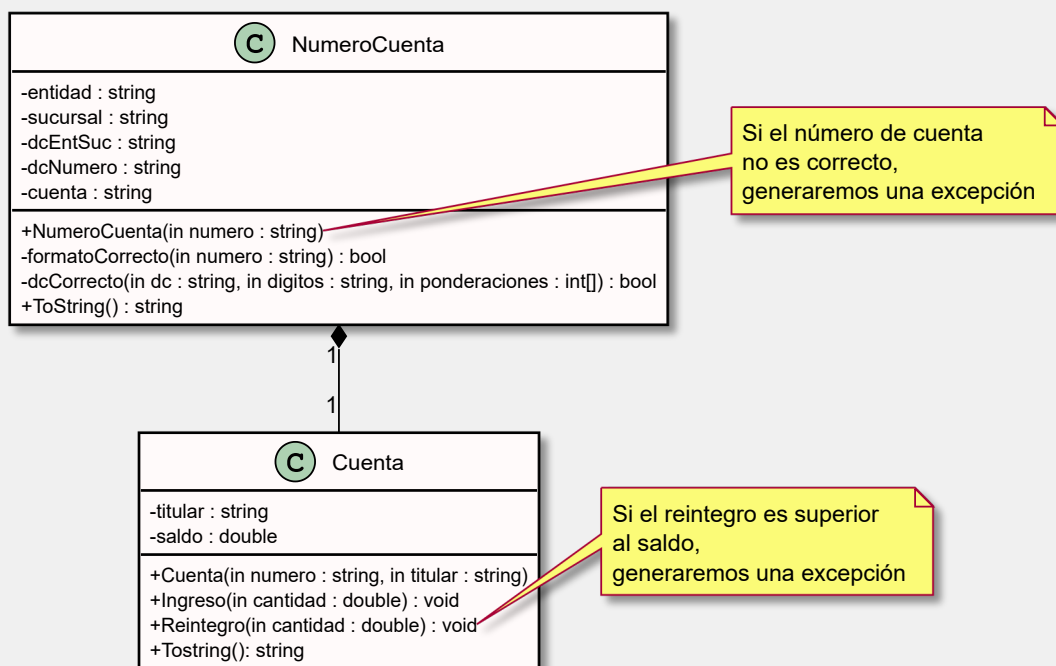 C NumeroCuenta
-entidad : string
-sucursal : string
-dcEntSuc : string
-dcNumero : string
-cuenta : string
+NumeroCuenta(in numero : string)
-formatoCorrecto(in numero : string) : bool
-dcCorrecto(in dc : string, in digitos : string, in ponderaciones : int[]) : bool
+ToString() : string
Si el número de cuenta
no es correcto,
generaremos una excepción
1
1
C Cuenta
-titular : string
-saldo : double
+Cuenta(in numero : string, in titular : string)
+Ingreso(in cantidad : double) : void
+Reintegro(in cantidad : double) : void
+Tostring(): string
Si el reintegro es superior
al saldo,
generaremos una excepción